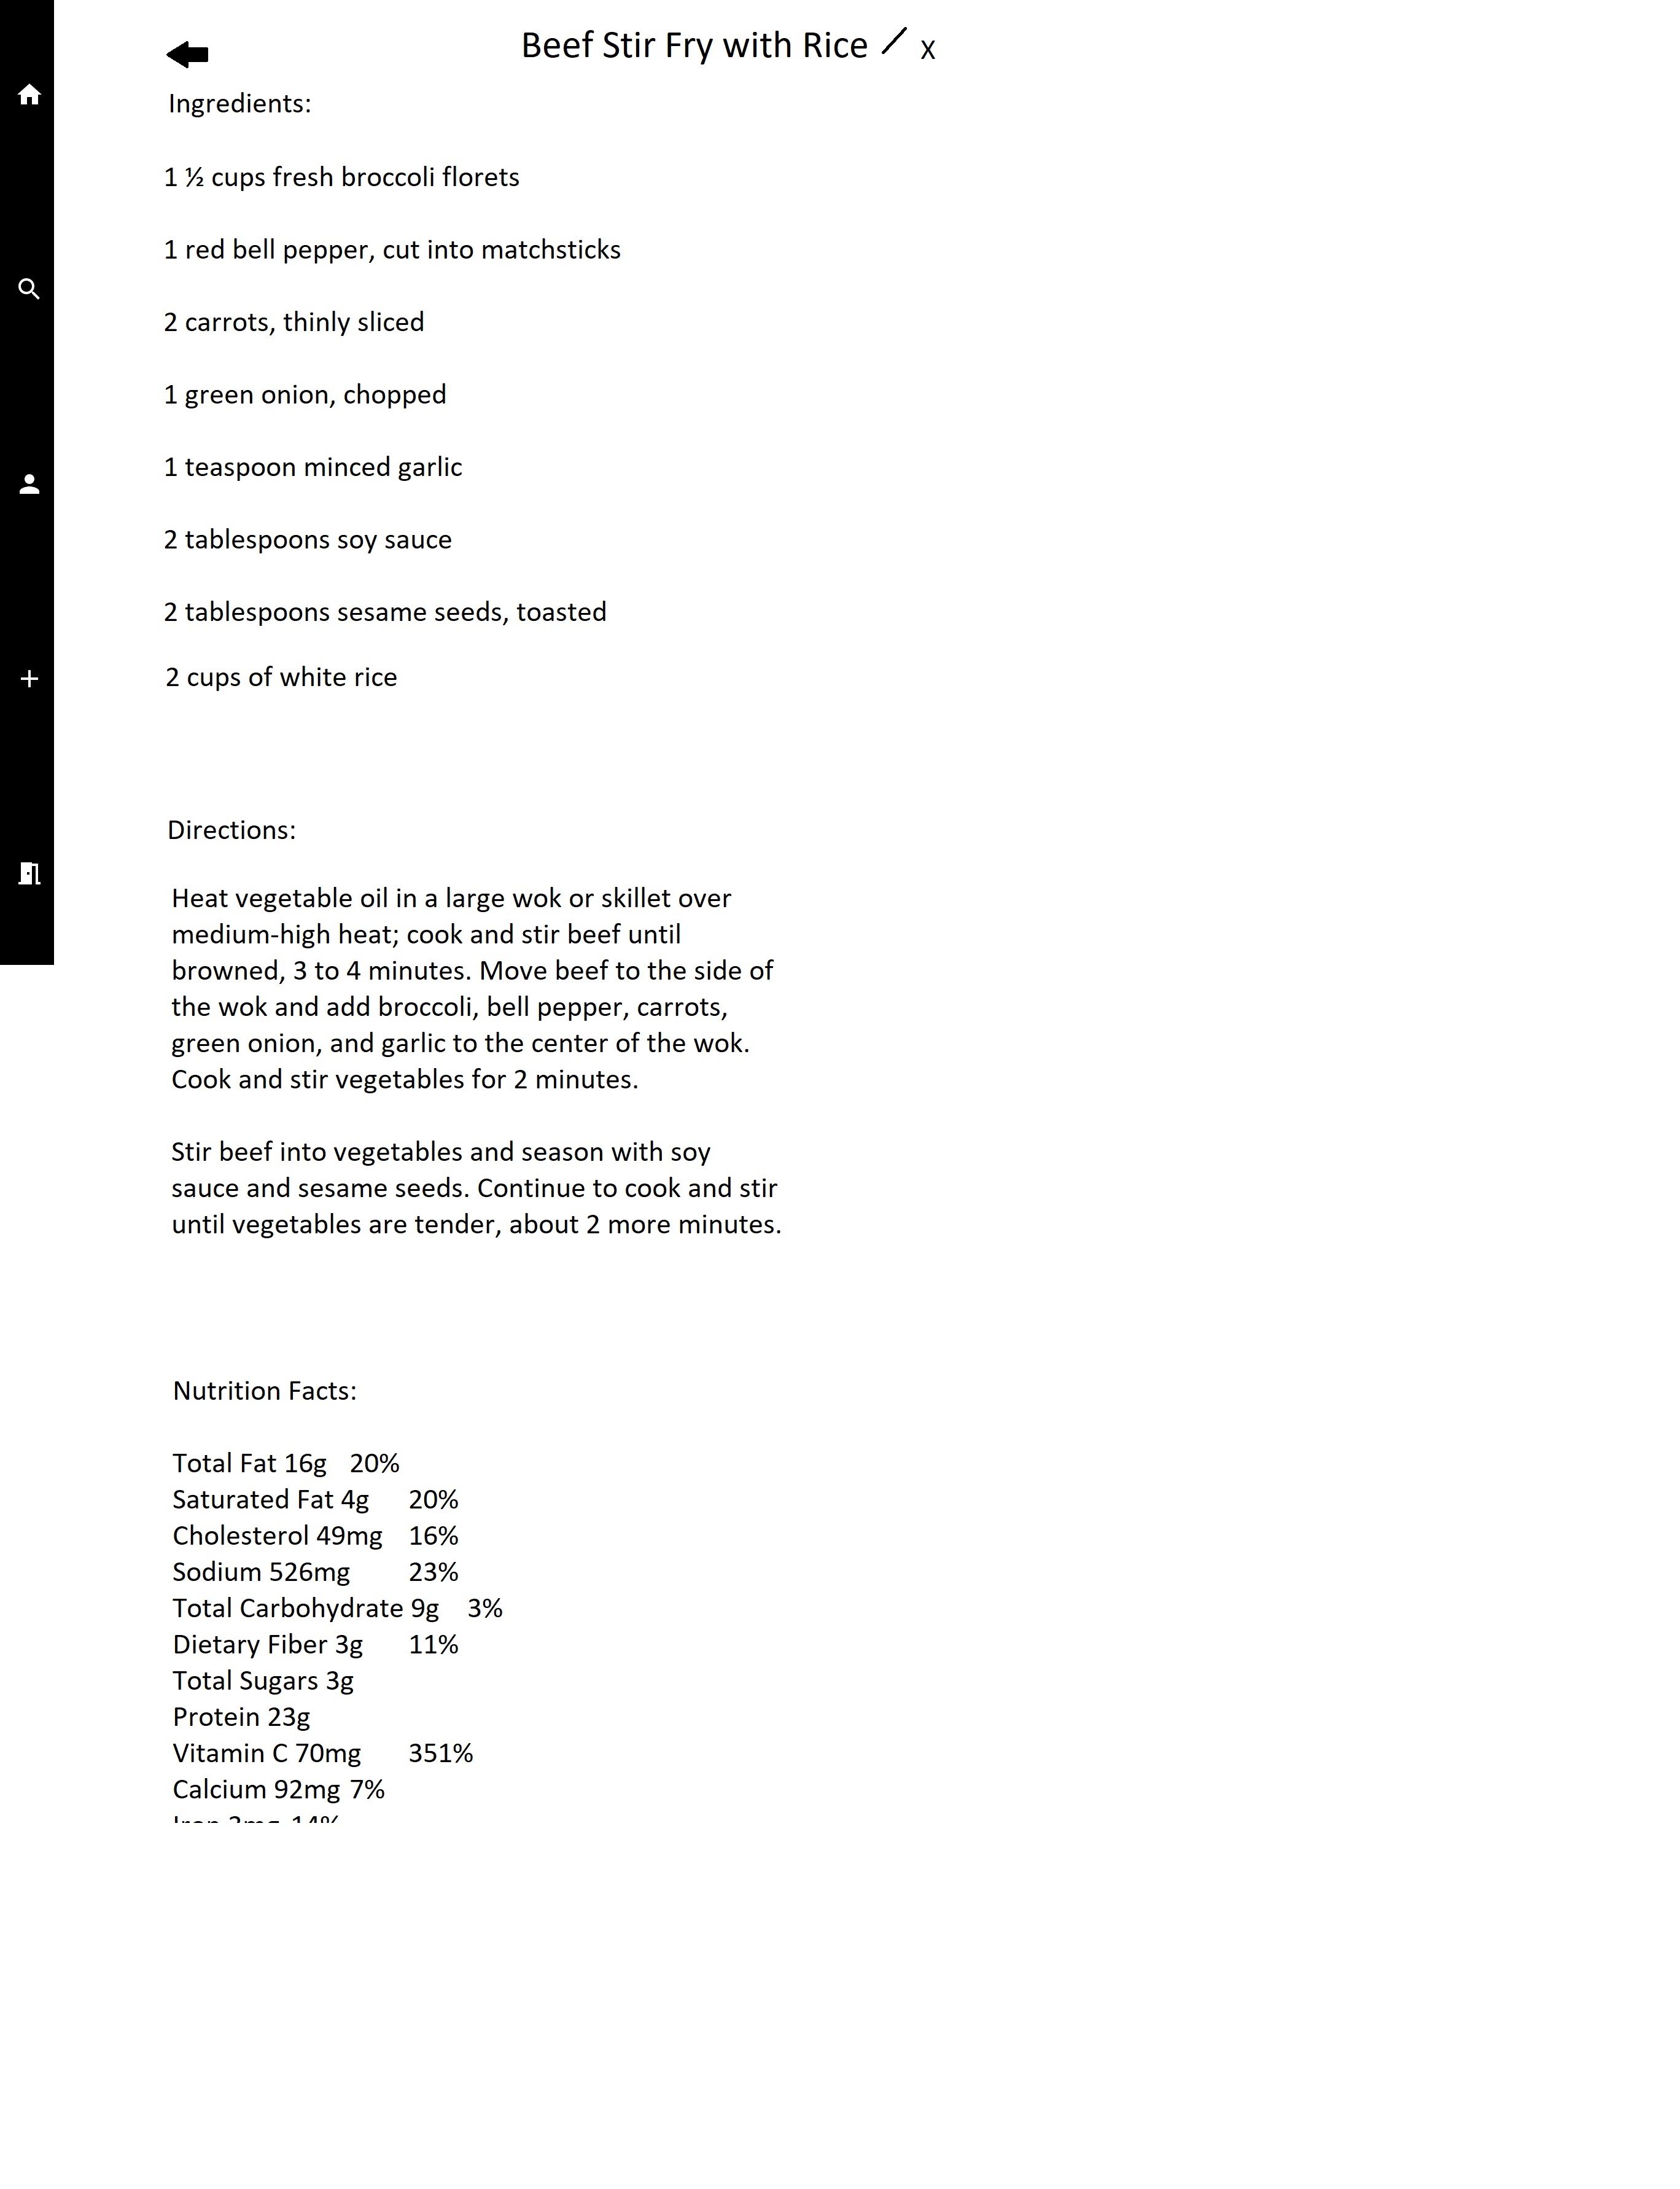 Beef Stir Fry with Rice
X
Ingredients:
1 ½ cups fresh broccoli florets
1 red bell pepper, cut into matchsticks
2 carrots, thinly sliced
1 green onion, chopped
1 teaspoon minced garlic
2 tablespoons soy sauce
2 tablespoons sesame seeds, toasted
2 cups of white rice
Directions:
Heat vegetable oil in a large wok or skillet over
medium-high heat; cook and stir beef until
browned, 3 to 4 minutes. Move beef to the side of
the wok and add broccoli, bell pepper, carrots,
green onion, and garlic to the center of the wok.
Cook and stir vegetables for 2 minutes.
Stir beef into vegetables and season with soy
sauce and sesame seeds. Continue to cook and stir
until vegetables are tender, about 2 more minutes.
Nutrition Facts:
Total Fat 16g 20%
Saturated Fat 4g 20%
Cholesterol 49mg 16%
Sodium 526mg 23%
Total Carbohydrate 9g 3%
Dietary Fiber 3g 11%
Total Sugars 3g
Protein 23g
Vitamin C 70mg 351%
Calcium 92mg 7%